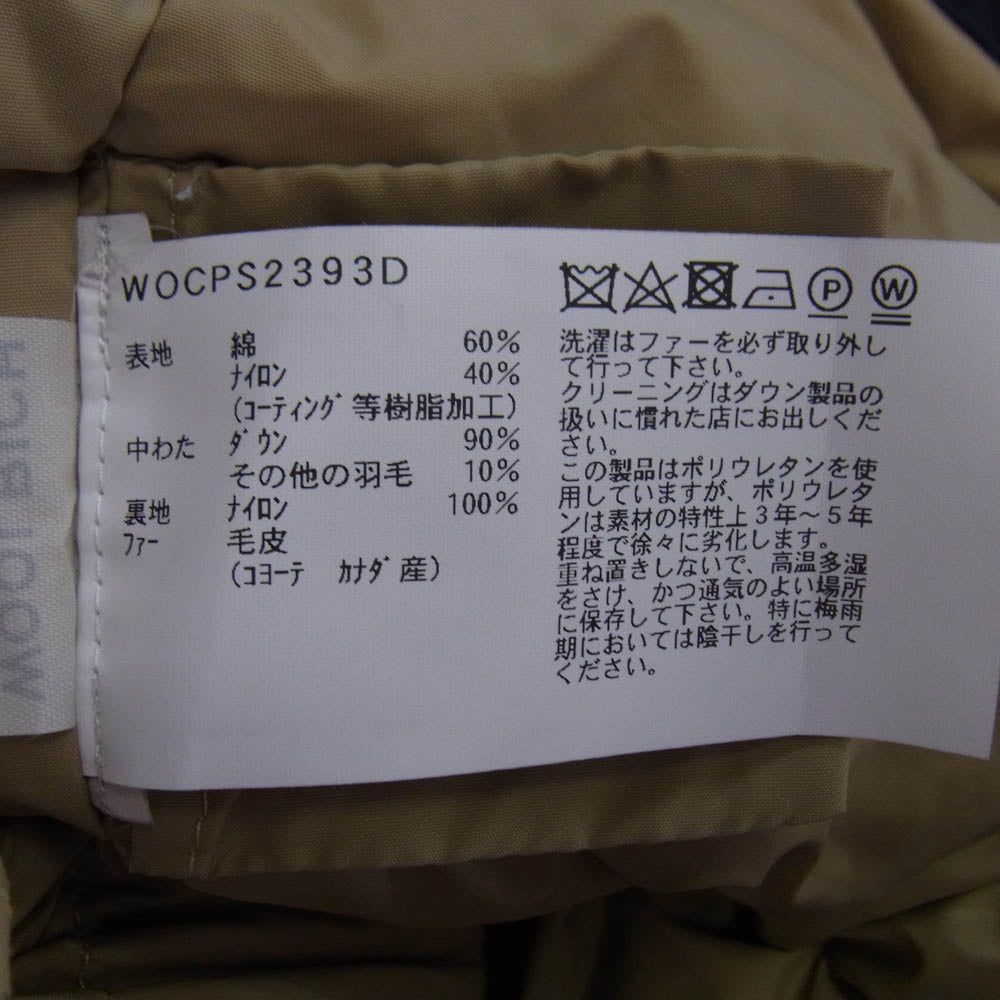 WOCPS2393D
表地 綿 60%
ナイロン 40%
(コーティング等樹脂加工)
中わた ダウン 90%
その他の羽毛 10%
裏地 ナイロン 100%
ファー 毛皮
(コヨーテ カナダ産)
P W
洗濯はファーを必ず取り外し
て行って下さい。
クリーニングはダウン製品の
扱いに慣れた店にお出しくだ
さい。
この製品はポリウレタンを使
用していますが、ポリウレタ
ンは素材の特性上3年～5年
程度で徐々に劣化します。
重ね置きしないで、高温多湿
をさけ、かつ通気のよい場所
に保存して下さい。特に梅雨
期においては陰干しを行って
ください。
WOOLRICH